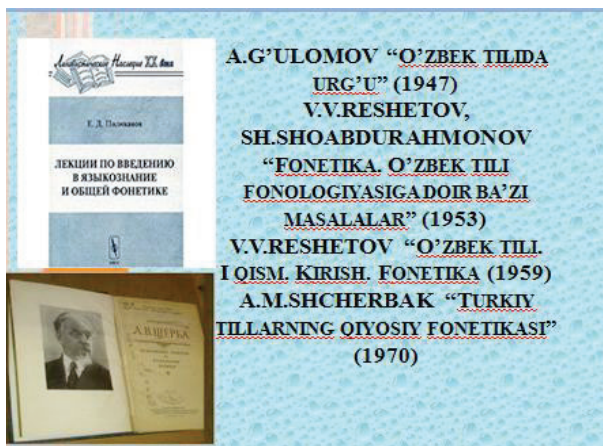 Лингвистическое Наследие XX века
Е. Д. Поливанов
ЛЕКЦИИ ПО ВВЕДЕНИЮ
В ЯЗЫКОЗНАНИЕ
И ОБЩЕЙ ФОНЕТИКЕ
А.В.ЩЕРБА
A.G’ULOMOV “O’ZBEK TILIDA
URG’U” (1947)
V.V.RESHETOV,
SH.SHOABDURAHMONOV
“FONETIKA, O’ZBEK TILI
FONOLOGIYASIGA DOIR BA’ZI
MASALALAR” (1953)
V.V.RESHETOV “O’ZBEK TILI.
I QISM. KIRISH. FONETIKA (1959)
A.M.SHCHERBAK “TURKIY
TILLARNING QIYOSIY FONETIKASI”
(1970)